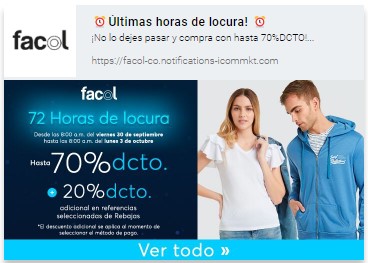 facol
⏰ Últimas horas de locura! ⏰
¡No lo dejes pasar y compra con hasta 70%DCTO!...
https://facol-co.notifications-icommkt.com
facol
72 Horas de locura
Desde las 8:00 a.m. del viernes 30 de septiembre
hasta las 8:00 a.m. del lunes 3 de octubre
Hasta 70% dcto.
+ 20% dcto.
adicional en referencias
seleccionadas de Rebajas
*El descuento adicional se aplica al momento de
seleccionar el método de pago.
Ver todo »